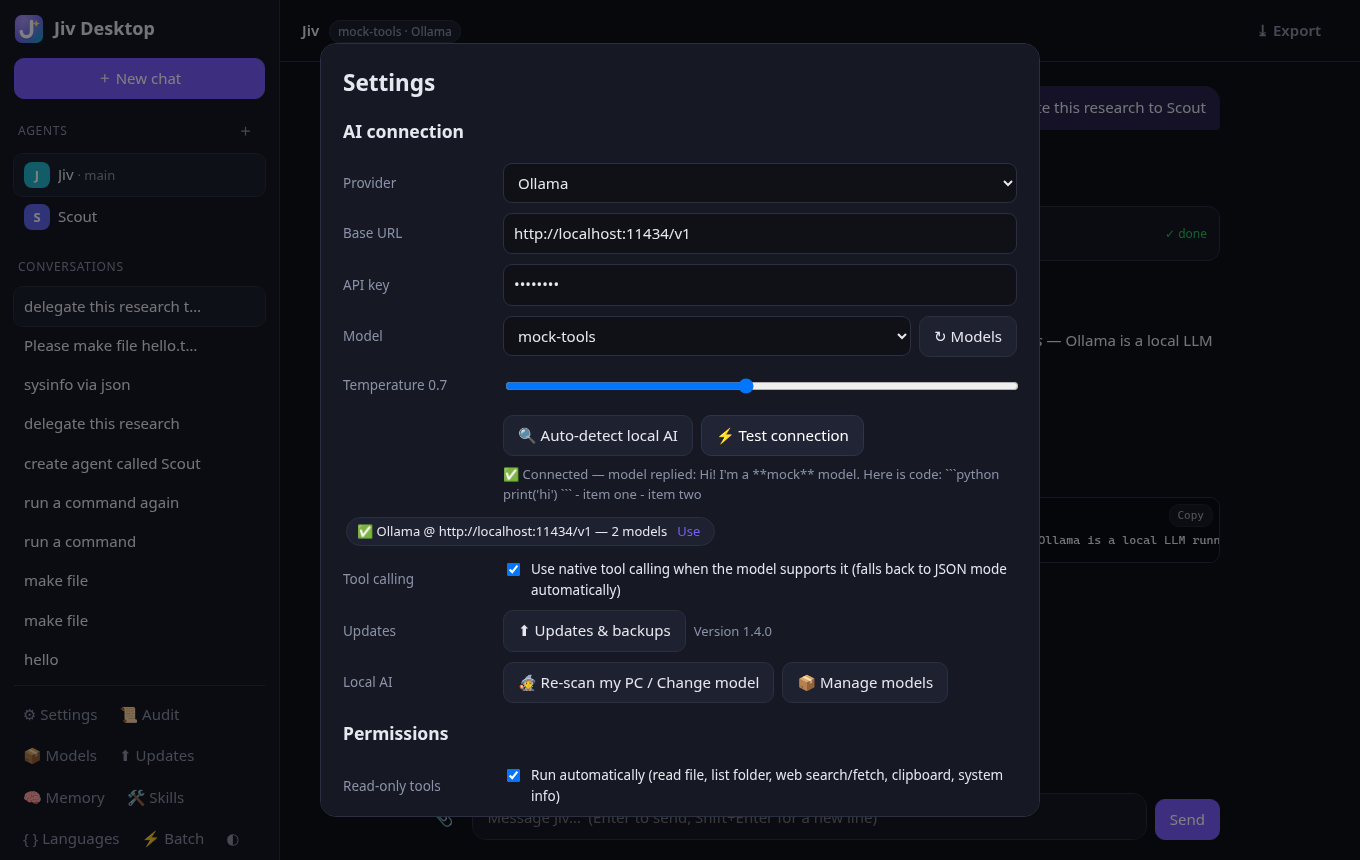 Jiv Desktop
+ New chat
AGENTS +
J Jiv · main
S Scout
CONVERSATIONS
delegate this research t…
Please make file hello.t…
sysinfo via json
delegate this research
create agent called Scout
run a command again
run a command
make file
make file
hello
⚙ Settings 📜 Audit
📦 Models ⬆ Updates
🧠 Memory 🛠️ Skills
{ } Languages ⚡ Batch ◐
Jiv mock-tools · Ollama
⤓ Export
this research to Scout
✓ done
— Ollama is a local LLM
Copy
Ollama is a local LLM runn
Message Jiv… (Enter to send, Shift+Enter for a new line)
Send
Settings
AI connection
Provider Ollama
Base URL http://localhost:11434/v1
API key ••••••••
Model mock-tools ↻ Models
Temperature 0.7
🔍 Auto-detect local AI ⚡ Test connection
✅ Connected — model replied: Hi! I'm a **mock** model. Here is code: ```python
print('hi') ``` - item one - item two
✅ Ollama @ http://localhost:11434/v1 — 2 models Use
Tool calling Use native tool calling when the model supports it (falls back to JSON mode
automatically)
Updates ⬆ Updates & backups Version 1.4.0
Local AI 🧙 Re-scan my PC / Change model 📦 Manage models
Permissions
Read-only tools Run automatically (read file, list folder, web search/fetch, clipboard, system
info)